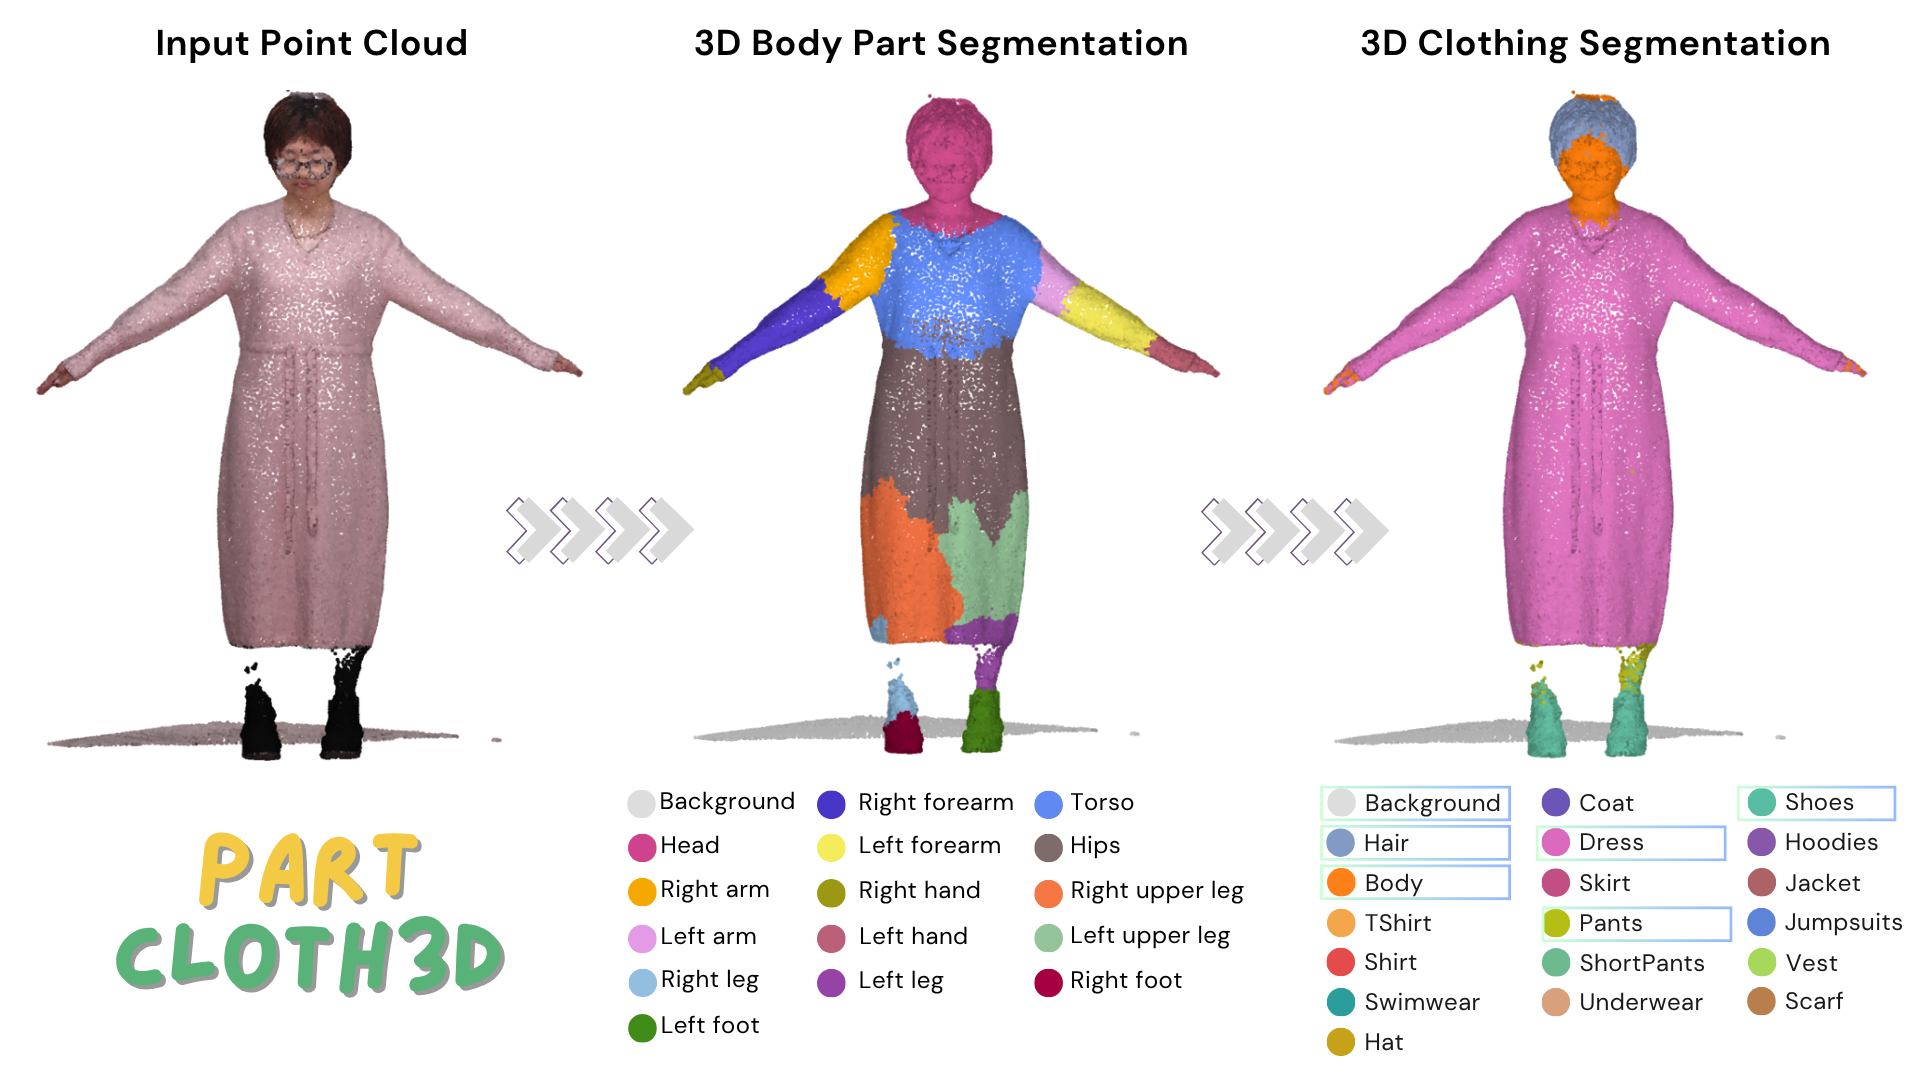 Input Point Cloud
3D Body Part Segmentation
3D Clothing Segmentation
PART
CLOTH3D
Background
Head
Right arm
Left arm
Right leg
Left foot
Right forearm
Left forearm
Right hand
Left hand
Left leg
Torso
Hips
Right upper leg
Left upper leg
Right foot
Background
Hair
Body
TShirt
Shirt
Swimwear
Hat
Coat
Dress
Skirt
Pants
ShortPants
Underwear
Shoes
Hoodies
Jacket
Jumpsuits
Vest
Scarf